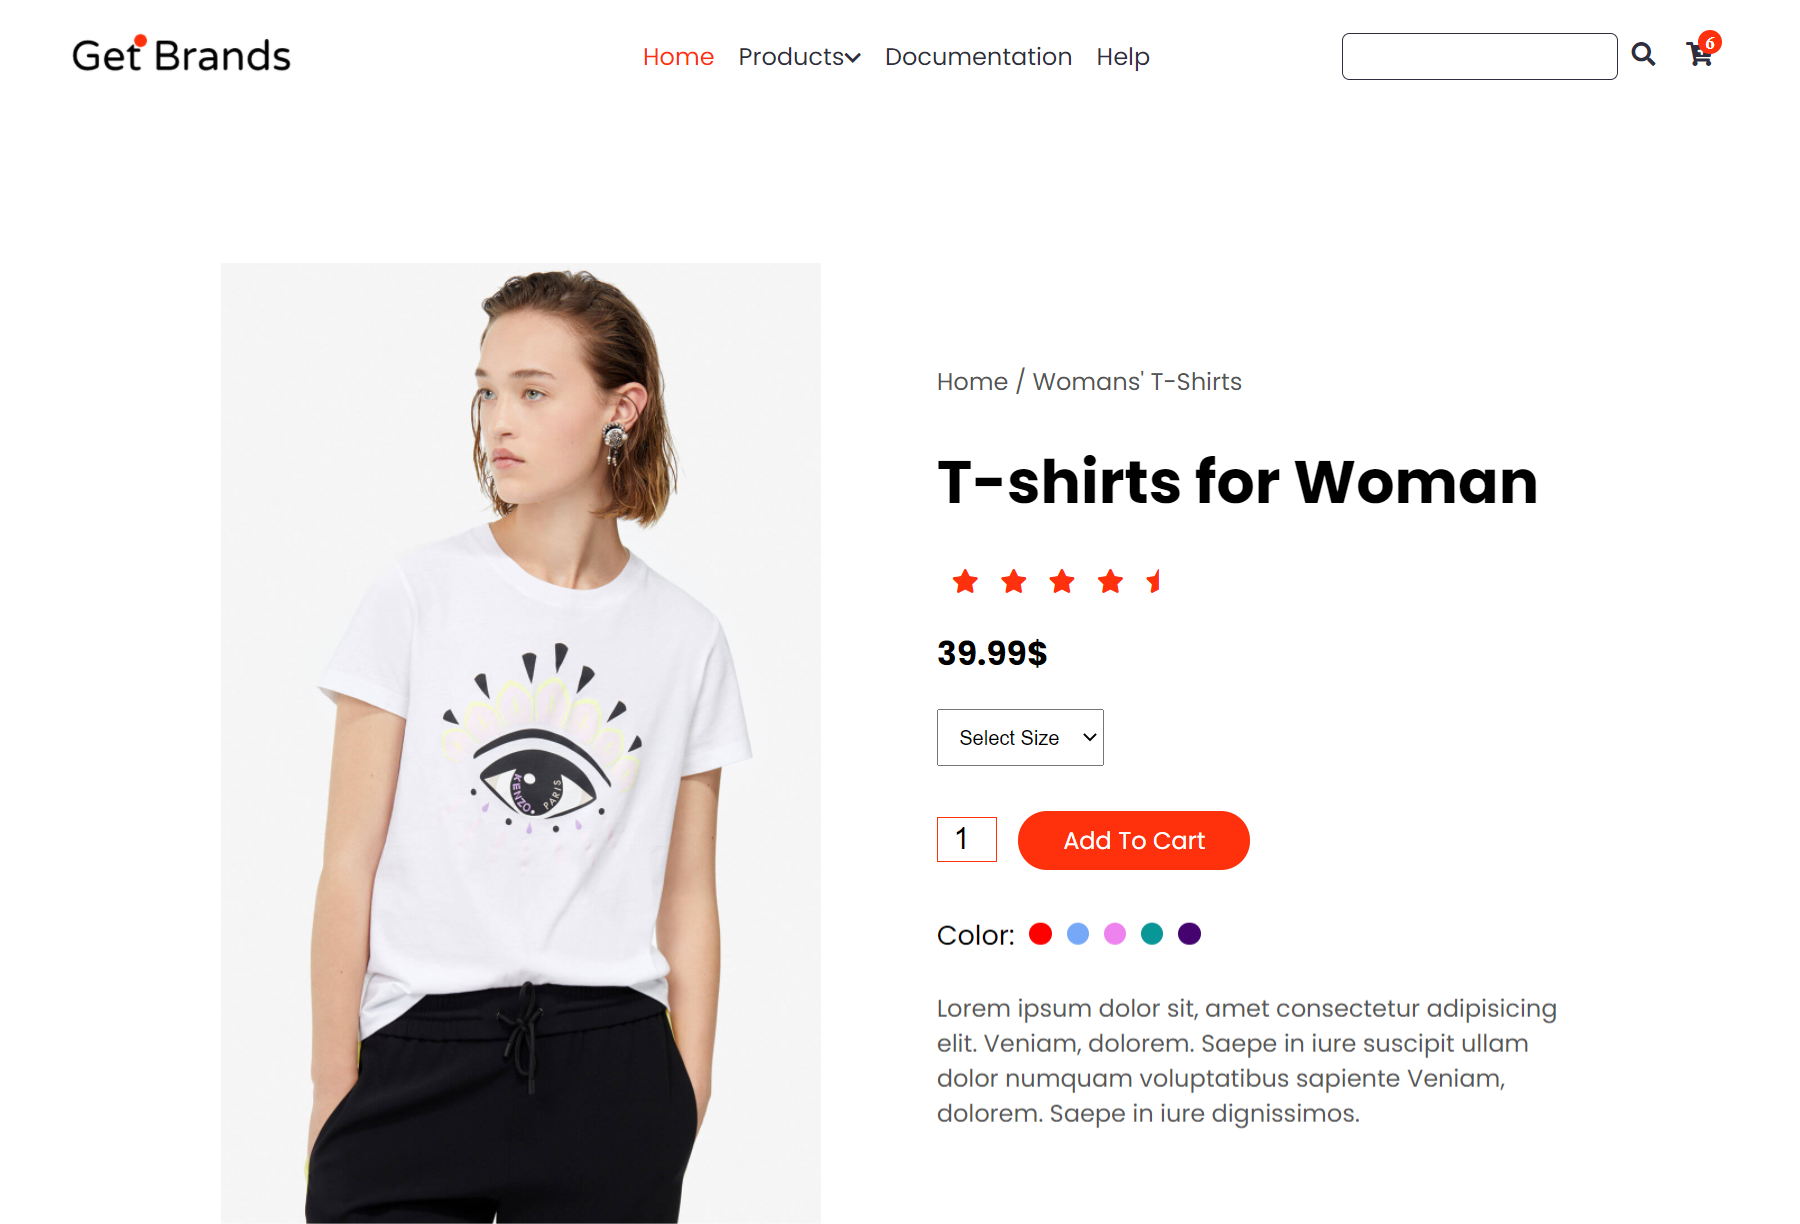 Get Brands
Home Products Documentation Help
6
Home / Womans' T-Shirts
T-shirts for Woman
39.99$
Select Size
1 Add To Cart
Color:
Lorem ipsum dolor sit, amet consectetur adipisicing
elit. Veniam, dolorem. Saepe in iure suscipit ullam
dolor numquam voluptatibus sapiente Veniam,
dolorem. Saepe in iure dignissimos.
KENZO
PARIS